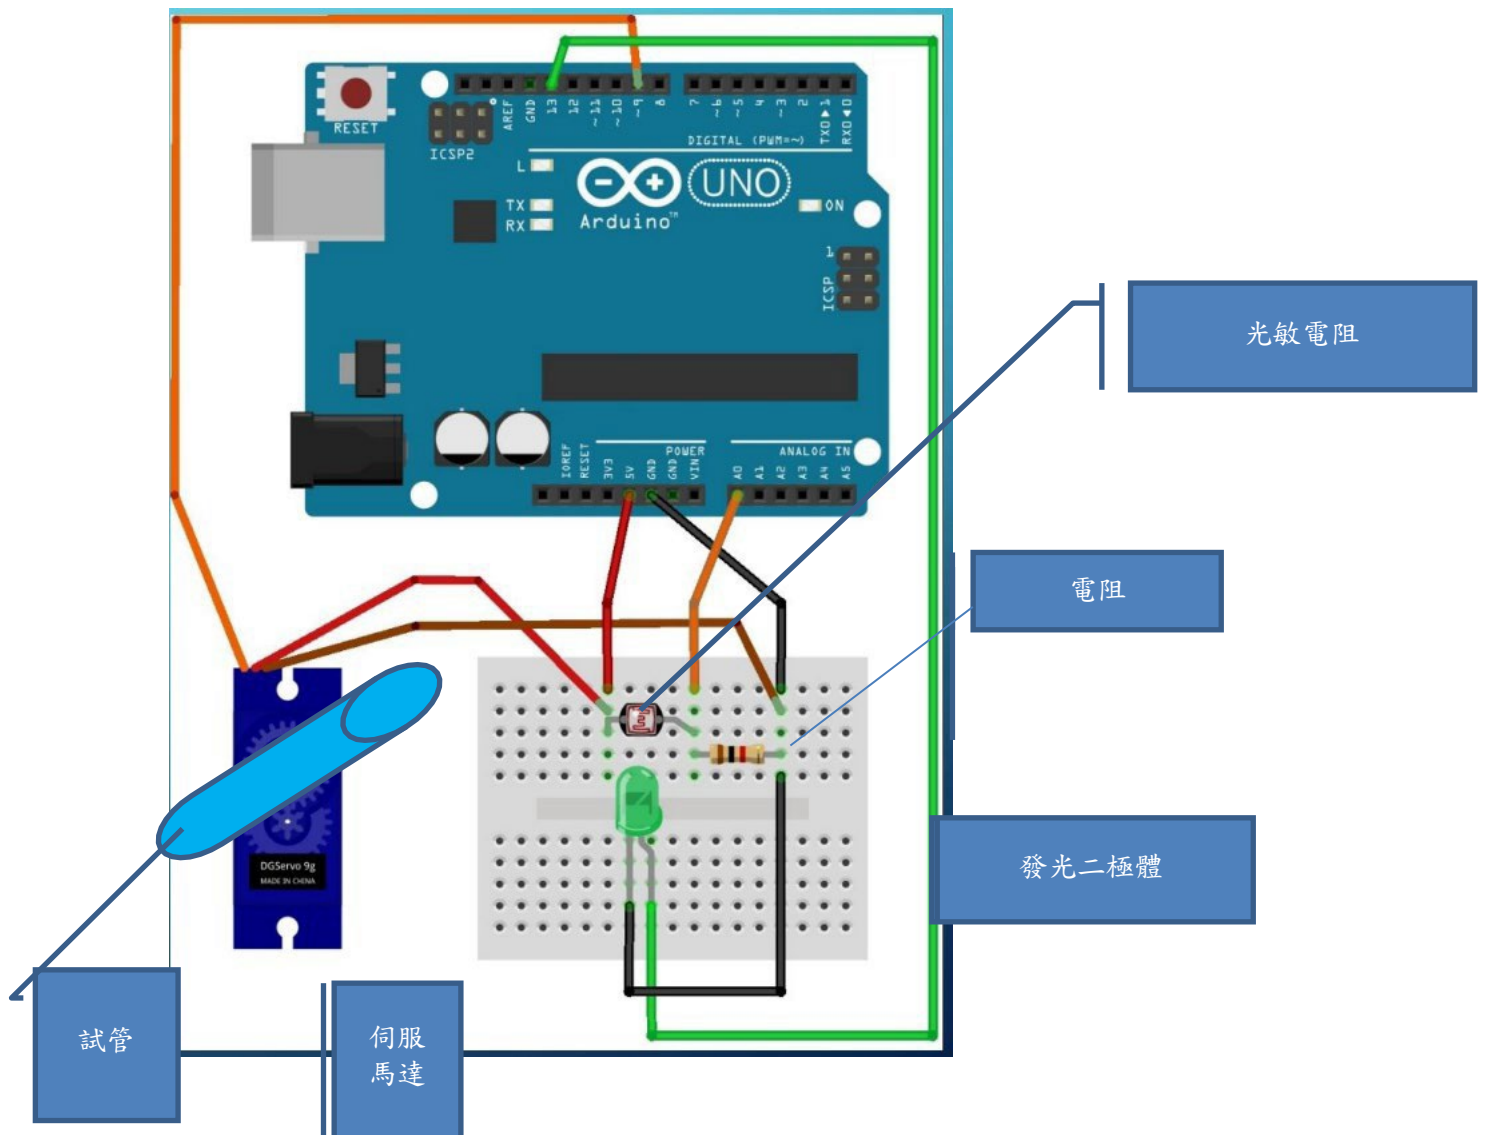 RESET
ICSP2
AREF
GND
13
12
~11
~10
~9
8
7
~6
~5
4
~3
2
TXO▶1
RXO◀0
DIGITAL (PWM=~)
L
TX
RX
Arduino™
UNO
ON
1
ICSP
光敏電阻
IOREF
RESET
3V3
5V
GND
GND
VIN
POWER
ANALOG IN
A0
A1
A2
A3
A4
A5
電阻
DGServo 9g
MADE IN CHINA
發光二極體
試管
伺服
馬達